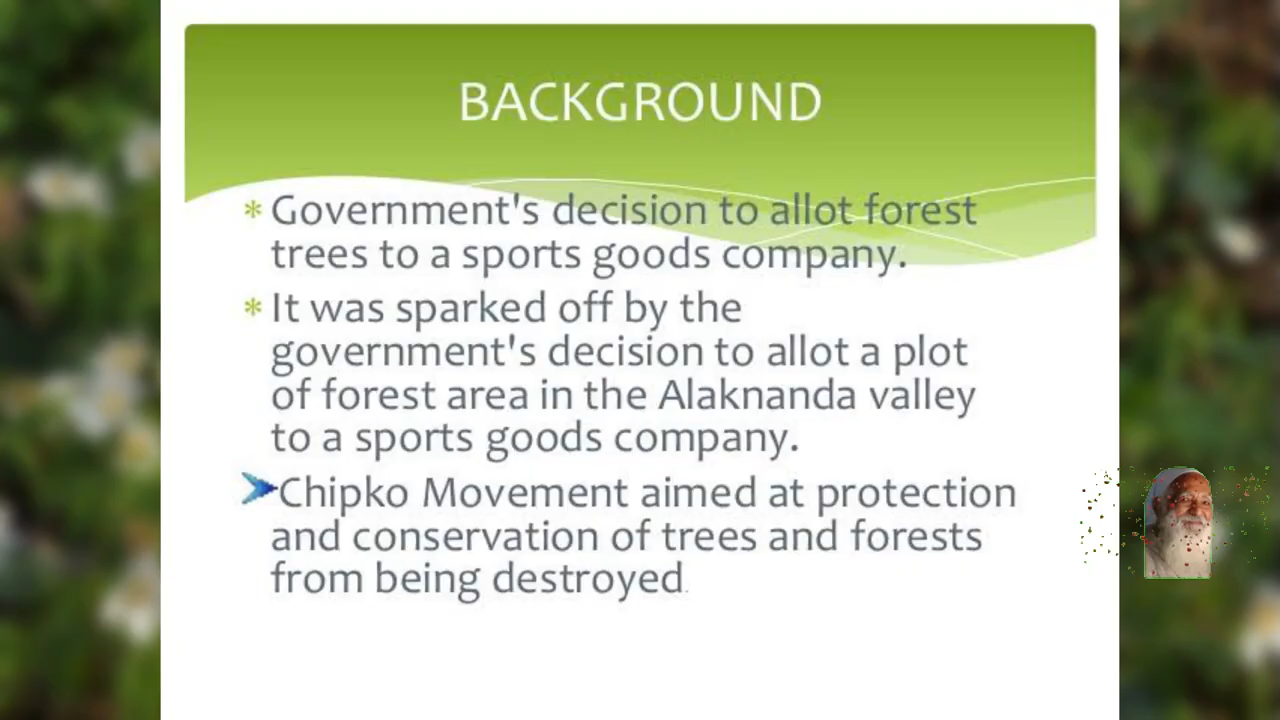 BACKGROUND
* Government's decision to allot forest
trees to a sports goods company.
* It was sparked off by the
government's decision to allot a plot
of forest area in the Alaknanda valley
to a sports goods company.
➤Chipko Movement aimed at protection
and conservation of trees and forests
from being destroyed.